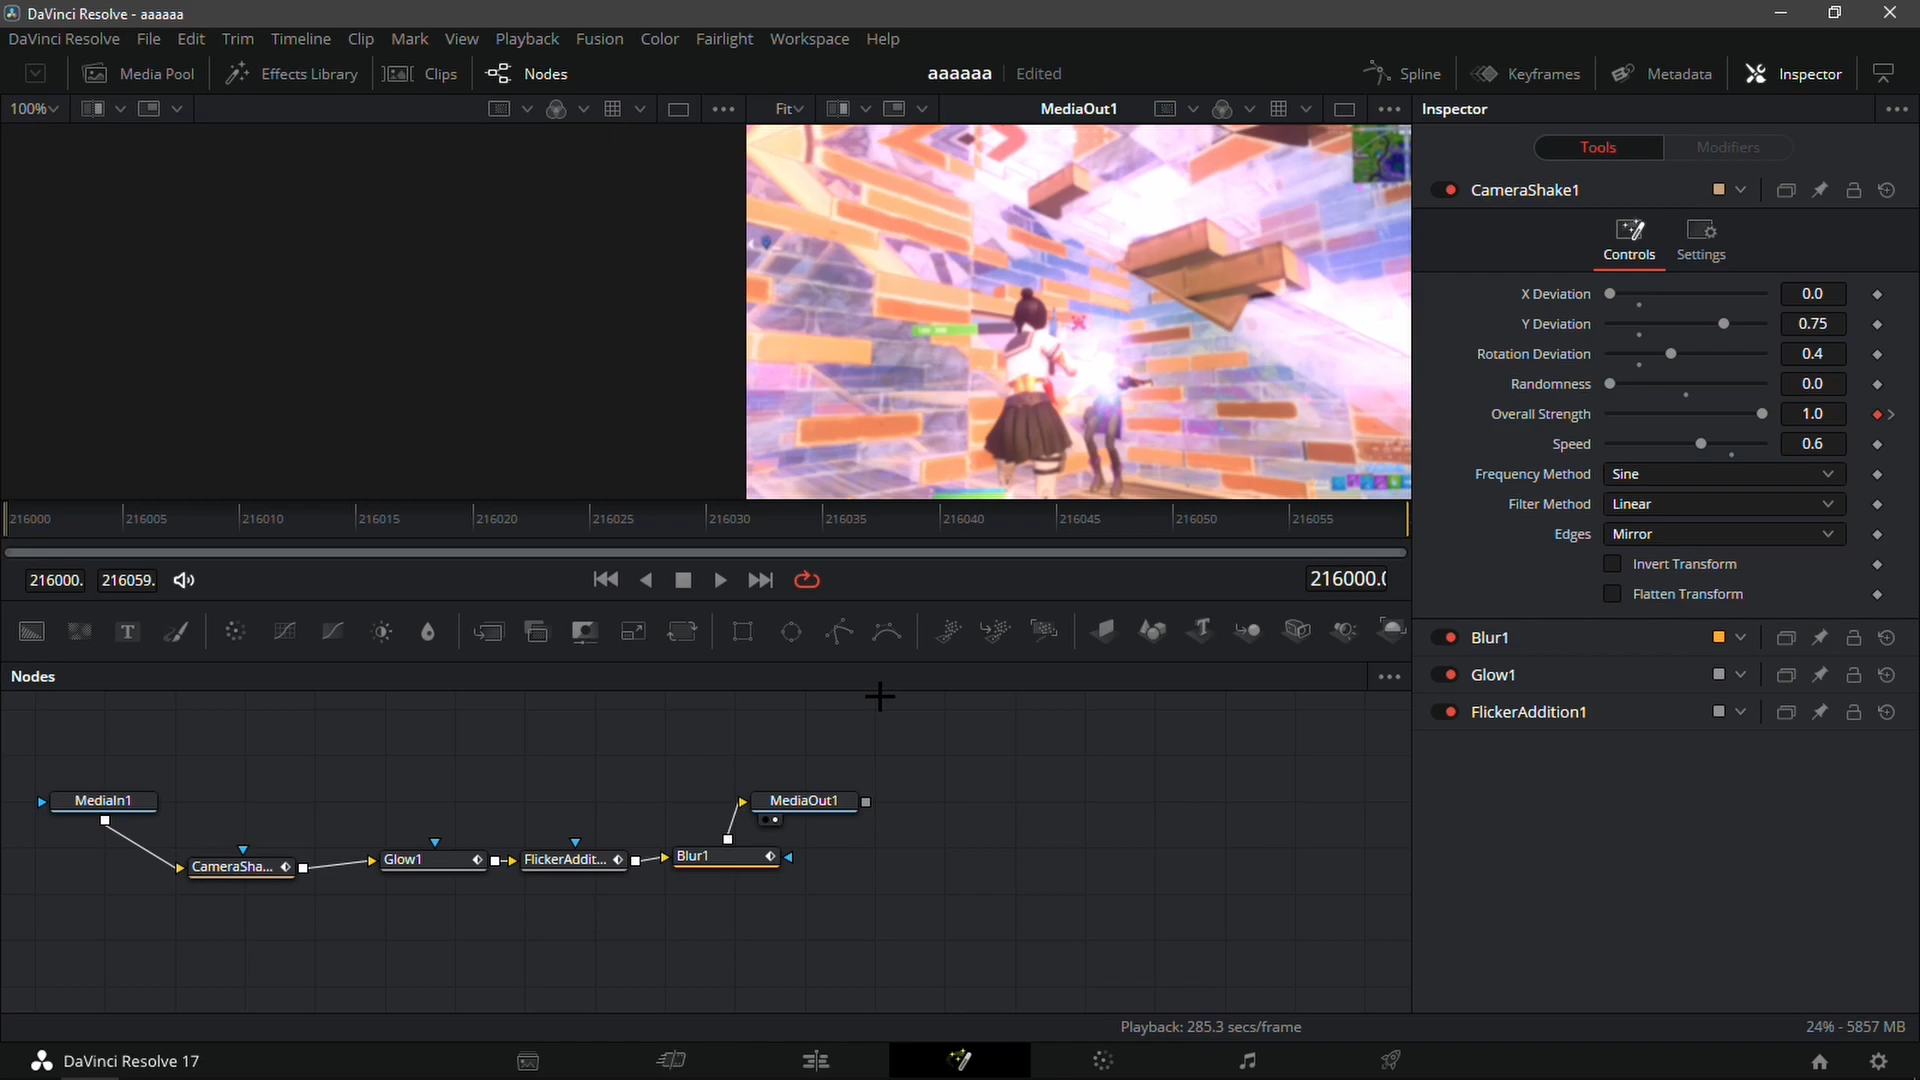 DaVinci Resolve - aaaaaa
DaVinci Resolve File Edit Trim Timeline Clip Mark View Playback Fusion Color Fairlight Workspace Help
Media Pool Effects Library Clips Nodes aaaaaa Edited Spline Keyframes Metadata Inspector
100% Fit MediaOut1 Inspector
Tools Modifiers
CameraShake1
Controls Settings
X Deviation 0.0
Y Deviation 0.75
Rotation Deviation 0.4
Randomness 0.0
Overall Strength 1.0
Speed 0.6
Frequency Method Sine
Filter Method Linear
Edges Mirror
Invert Transform
Flatten Transform
Blur1
Glow1
FlickerAddition1
216000 216005 216010 216015 216020 216025 216030 216035 216040 216045 216050 216055
216000. 216059. 216000.0
Nodes
MediaIn1
MediaOut1
CameraSha...
Glow1
FlickerAddit...
Blur1
Playback: 285.3 secs/frame 24% - 5857 MB
DaVinci Resolve 17